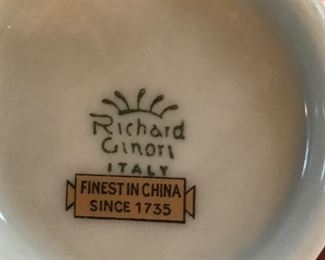 Richard
Ginori
ITALY
FINEST IN CHINA
SINCE 1735